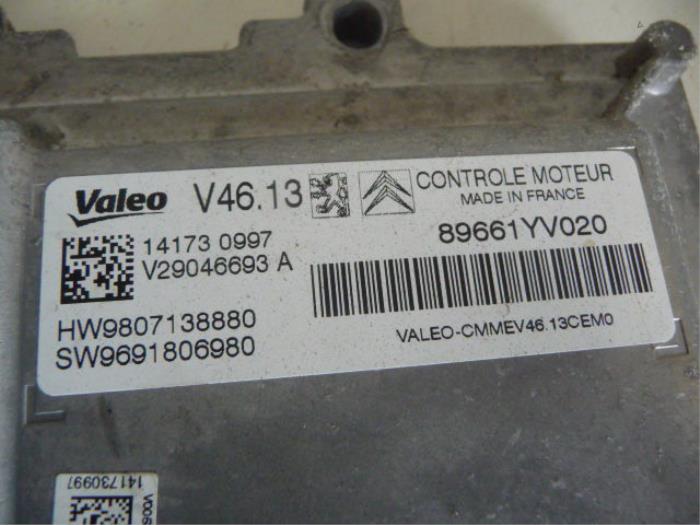 Valeo V46.13 CONTROLE MOTEUR
MADE IN FRANCE
14173 0997 89661YV020
V29046693 A
HW9807138880
SW9691806980
VALEO-CMMEV46.13CEM0
141730997